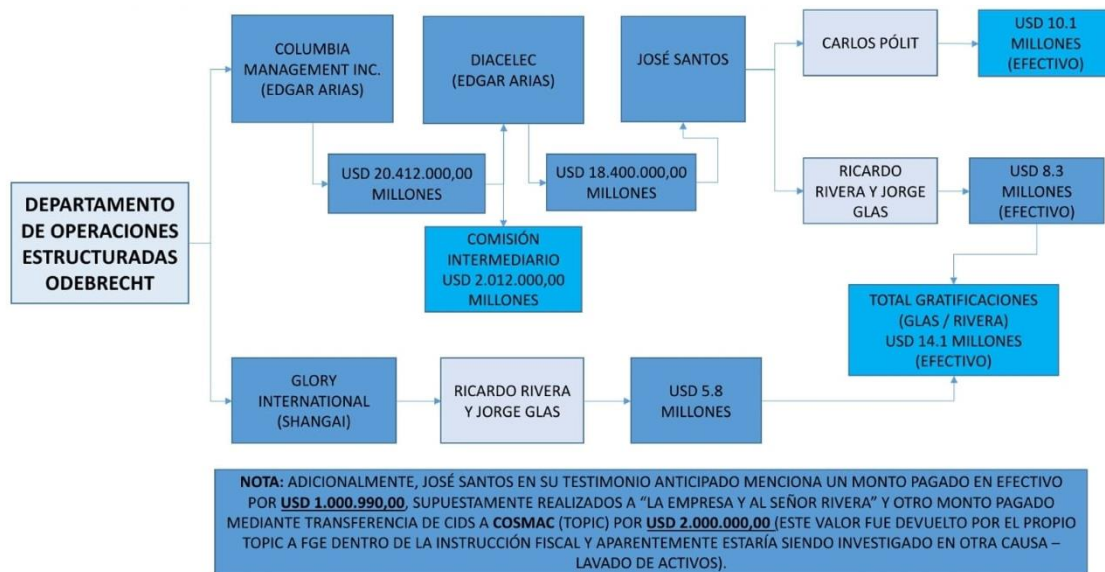 COLUMBIA
MANAGEMENT INC.
(EDGAR ARIAS)
DIACELEC
(EDGAR ARIAS)
JOSÉ SANTOS
CARLOS PÓLIT
USD 10.1
MILLONES
(EFECTIVO)
USD 20.412.000,00
MILLONES
USD 18.400.000,00
MILLONES
RICARDO
RIVERA Y JORGE
GLAS
USD 8.3
MILLONES
(EFECTIVO)
DEPARTAMENTO
DE OPERACIONES
ESTRUCTURADAS
ODEBRECHT
COMISIÓN
INTERMEDIARIO
USD 2.012.000,00
MILLONES
TOTAL GRATIFICACIONES
(GLAS / RIVERA)
USD 14.1 MILLONES
(EFECTIVO)
GLORY
INTERNATIONAL
(SHANGAI)
RICARDO RIVERA
Y JORGE GLAS
USD 5.8
MILLONES
NOTA: ADICIONALMENTE, JOSÉ SANTOS EN SU TESTIMONIO ANTICIPADO MENCIONA UN MONTO PAGADO EN EFECTIVO
POR USD 1.000.990,00, SUPUESTAMENTE REALIZADOS A “LA EMPRESA Y AL SEÑOR RIVERA” Y OTRO MONTO PAGADO
MEDIANTE TRANSFERENCIA DE CIDS A COSMAC (TOPIC) POR USD 2.000.000,00 (ESTE VALOR FUE DEVUELTO POR EL PROPIO
TOPIC A FGE DENTRO DE LA INSTRUCCIÓN FISCAL Y APARENTEMENTE ESTARÍA SIENDO INVESTIGADO EN OTRA CAUSA –
LAVADO DE ACTIVOS).